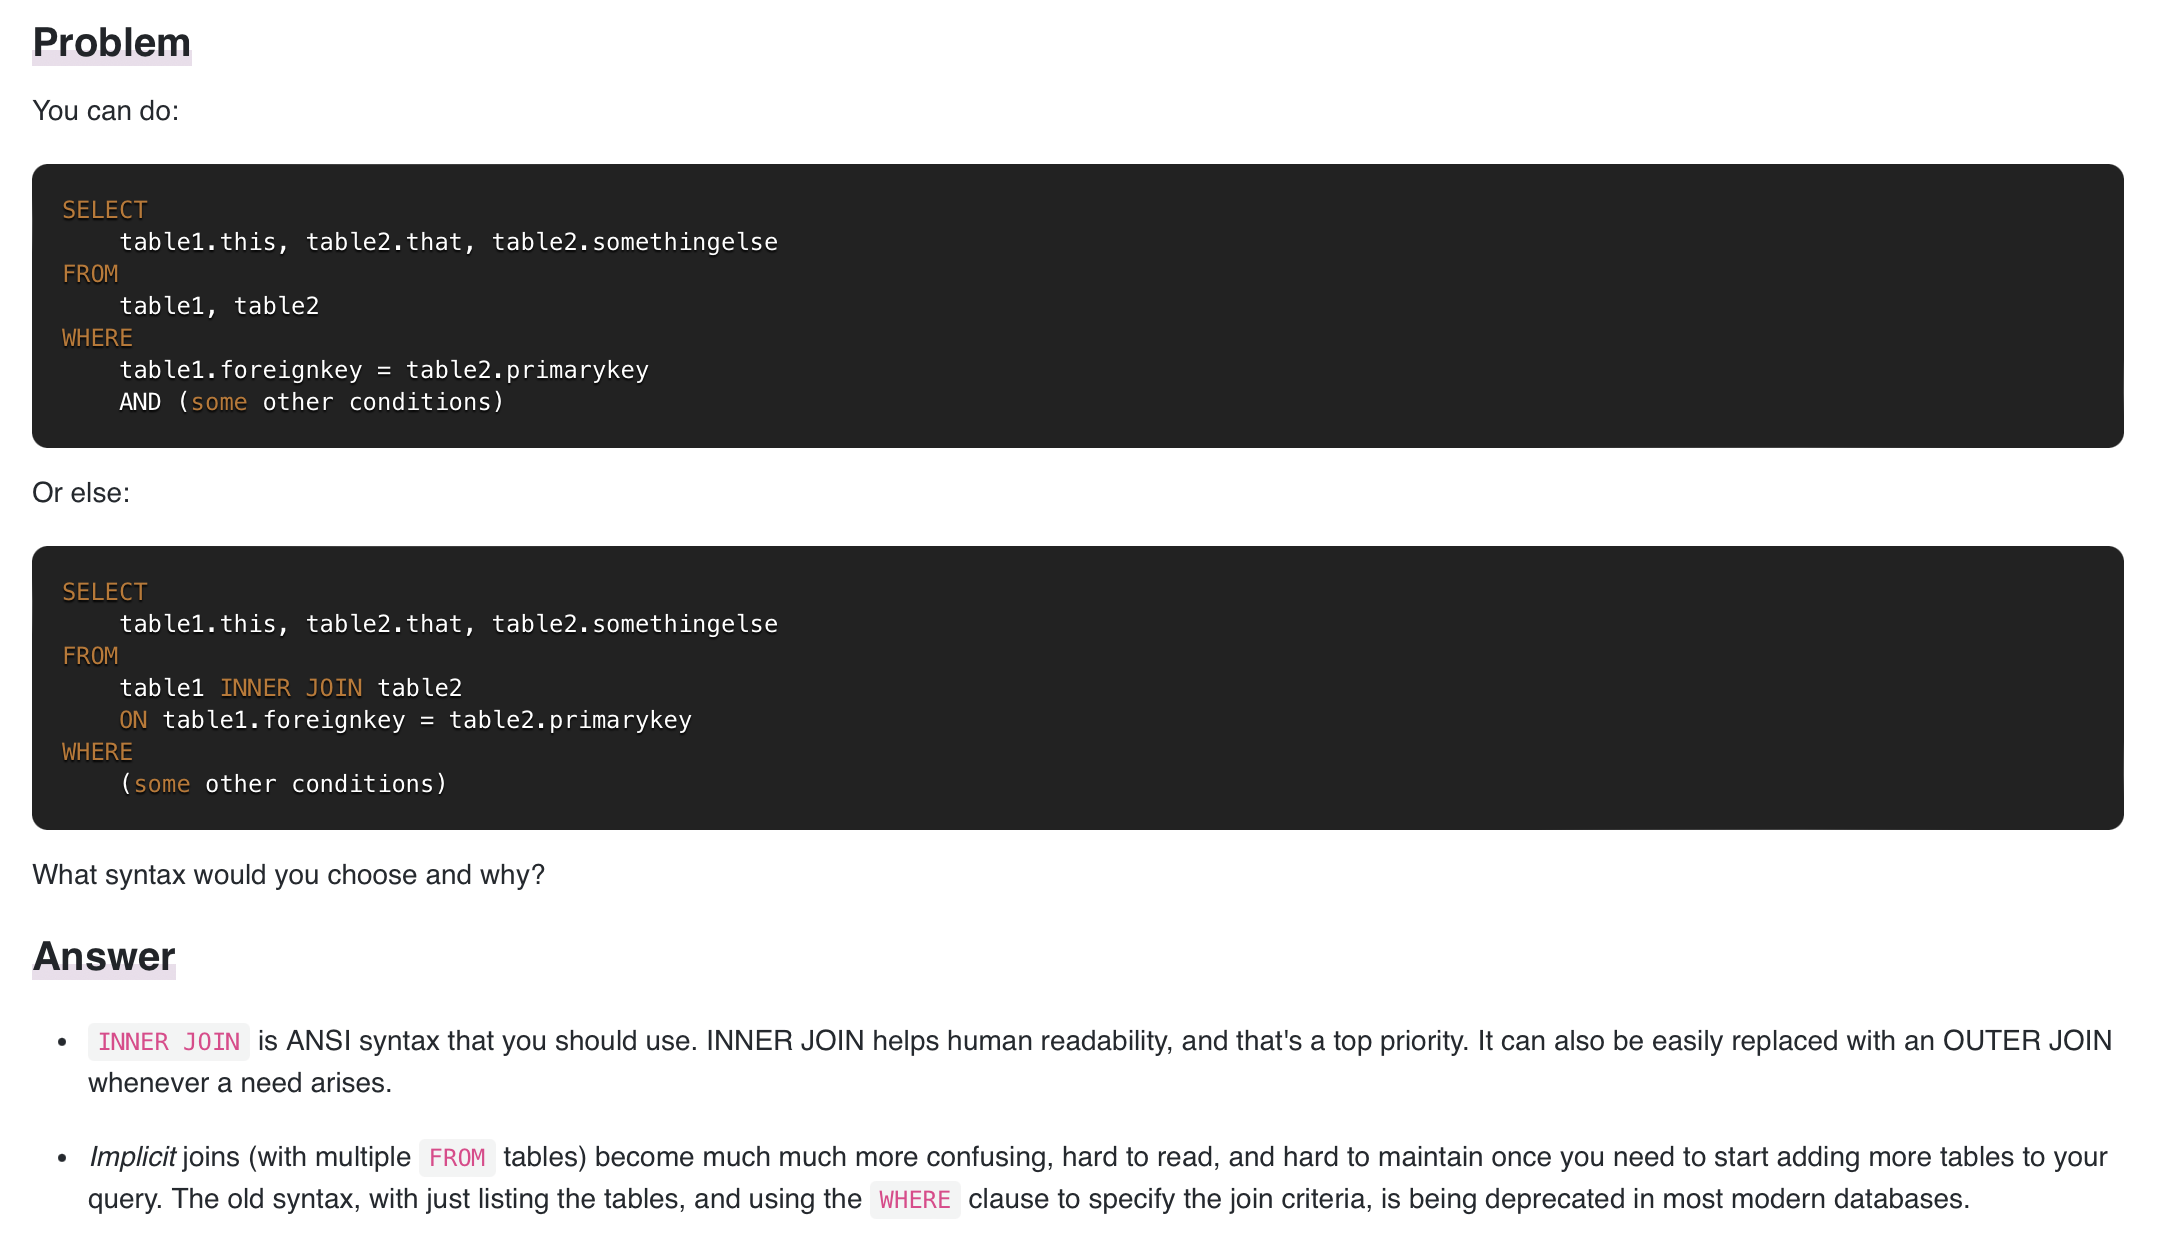 Problem
You can do:
SELECT
    table1.this, table2.that, table2.somethingelse
FROM
    table1, table2
WHERE
    table1.foreignkey = table2.primarykey
    AND (some other conditions)
Or else:
SELECT
    table1.this, table2.that, table2.somethingelse
FROM
    table1 INNER JOIN table2
    ON table1.foreignkey = table2.primarykey
WHERE
    (some other conditions)
What syntax would you choose and why?
Answer
• INNER JOIN is ANSI syntax that you should use. INNER JOIN helps human readability, and that's a top priority. It can also be easily replaced with an OUTER JOIN
whenever a need arises.
• Implicit joins (with multiple FROM tables) become much much more confusing, hard to read, and hard to maintain once you need to start adding more tables to your
query. The old syntax, with just listing the tables, and using the WHERE clause to specify the join criteria, is being deprecated in most modern databases.